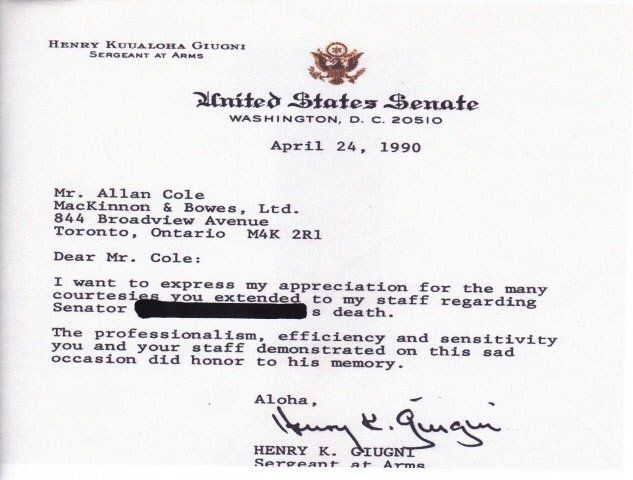 HENRY KUUALOHA GIUGNI
SERGEANT AT ARMS
United States Senate
WASHINGTON, D. C. 20510
April 24, 1990
Mr. Allan Cole
MacKinnon & Bowes, Ltd.
844 Broadview Avenue
Toronto, Ontario M4K 2R1
Dear Mr. Cole:
I want to express my appreciation for the many
courtesies you extended to my staff regarding
Senator s death.
The professionalism, efficiency and sensitivity
you and your staff demonstrated on this sad
occasion did honor to his memory.
Aloha,
Henry K. Giugni
HENRY K. GIUGNI
Sergeant at Arms